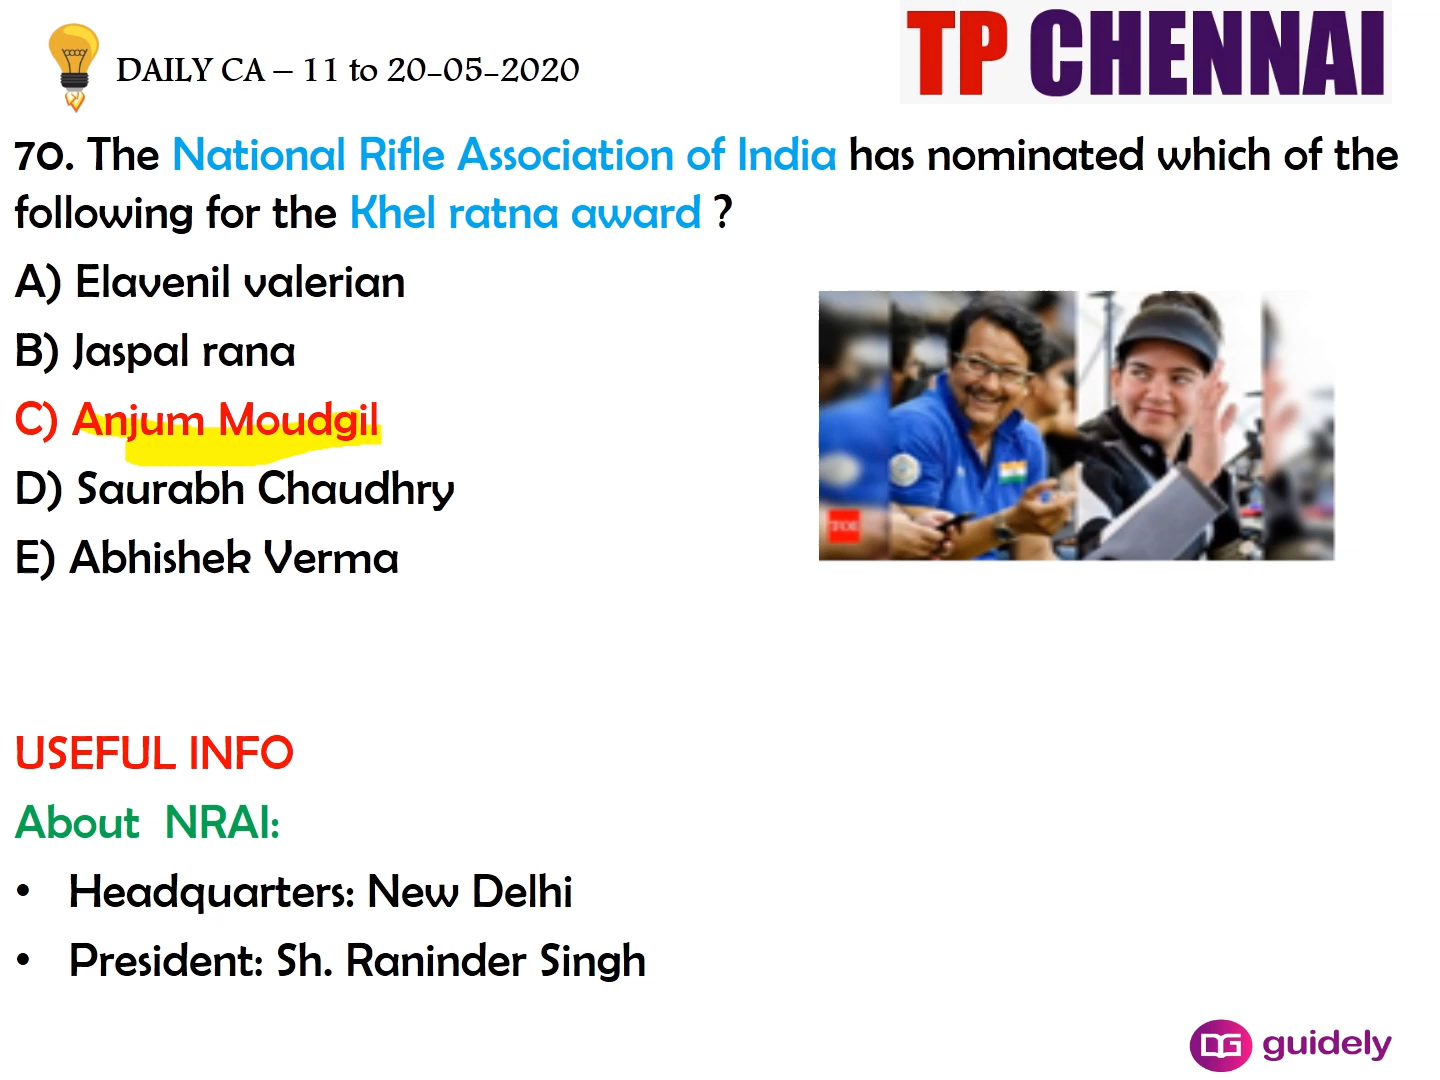 DAILY CA – 11 to 20-05-2020
TP CHENNAI
70. The National Rifle Association of India has nominated which of the
following for the Khel ratna award ?
A) Elavenil valerian
B) Jaspal rana
C) Anjum Moudgil
D) Saurabh Chaudhry
E) Abhishek Verma
TOI
USEFUL INFO
About NRAI:
• Headquarters: New Delhi
• President: Sh. Raninder Singh
guidely